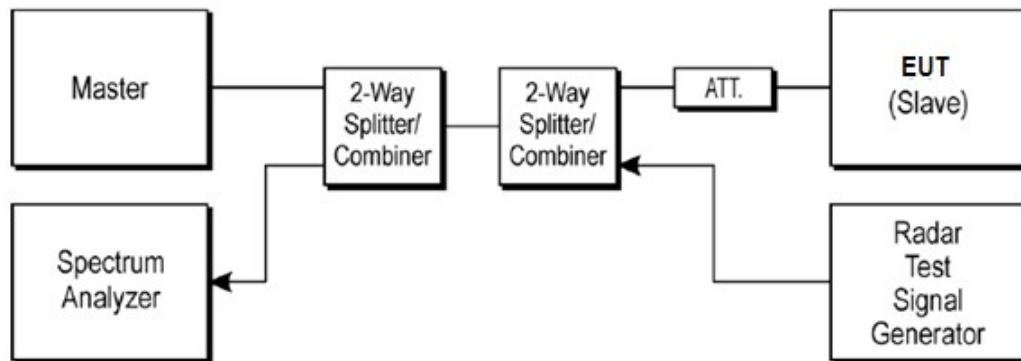 Master
2-Way
Splitter/
Combiner
2-Way
Splitter/
Combiner
ATT.
EUT
(Slave)
Spectrum
Analyzer
Radar
Test
Signal
Generator